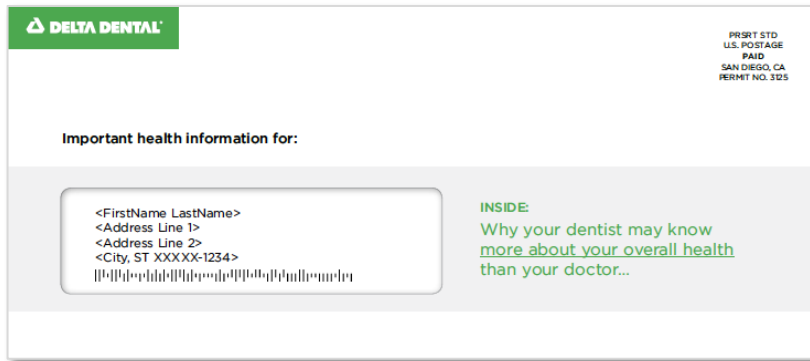 DELTA DENTAL
PRSRT STD
U.S. POSTAGE
PAID
SAN DIEGO, CA
PERMIT NO. 3125
Important health information for:
<FirstName LastName>
<Address Line 1>
<Address Line 2>
<City, ST XXXXX-1234>
INSIDE:
Why your dentist may know
more about your overall health
than your doctor...